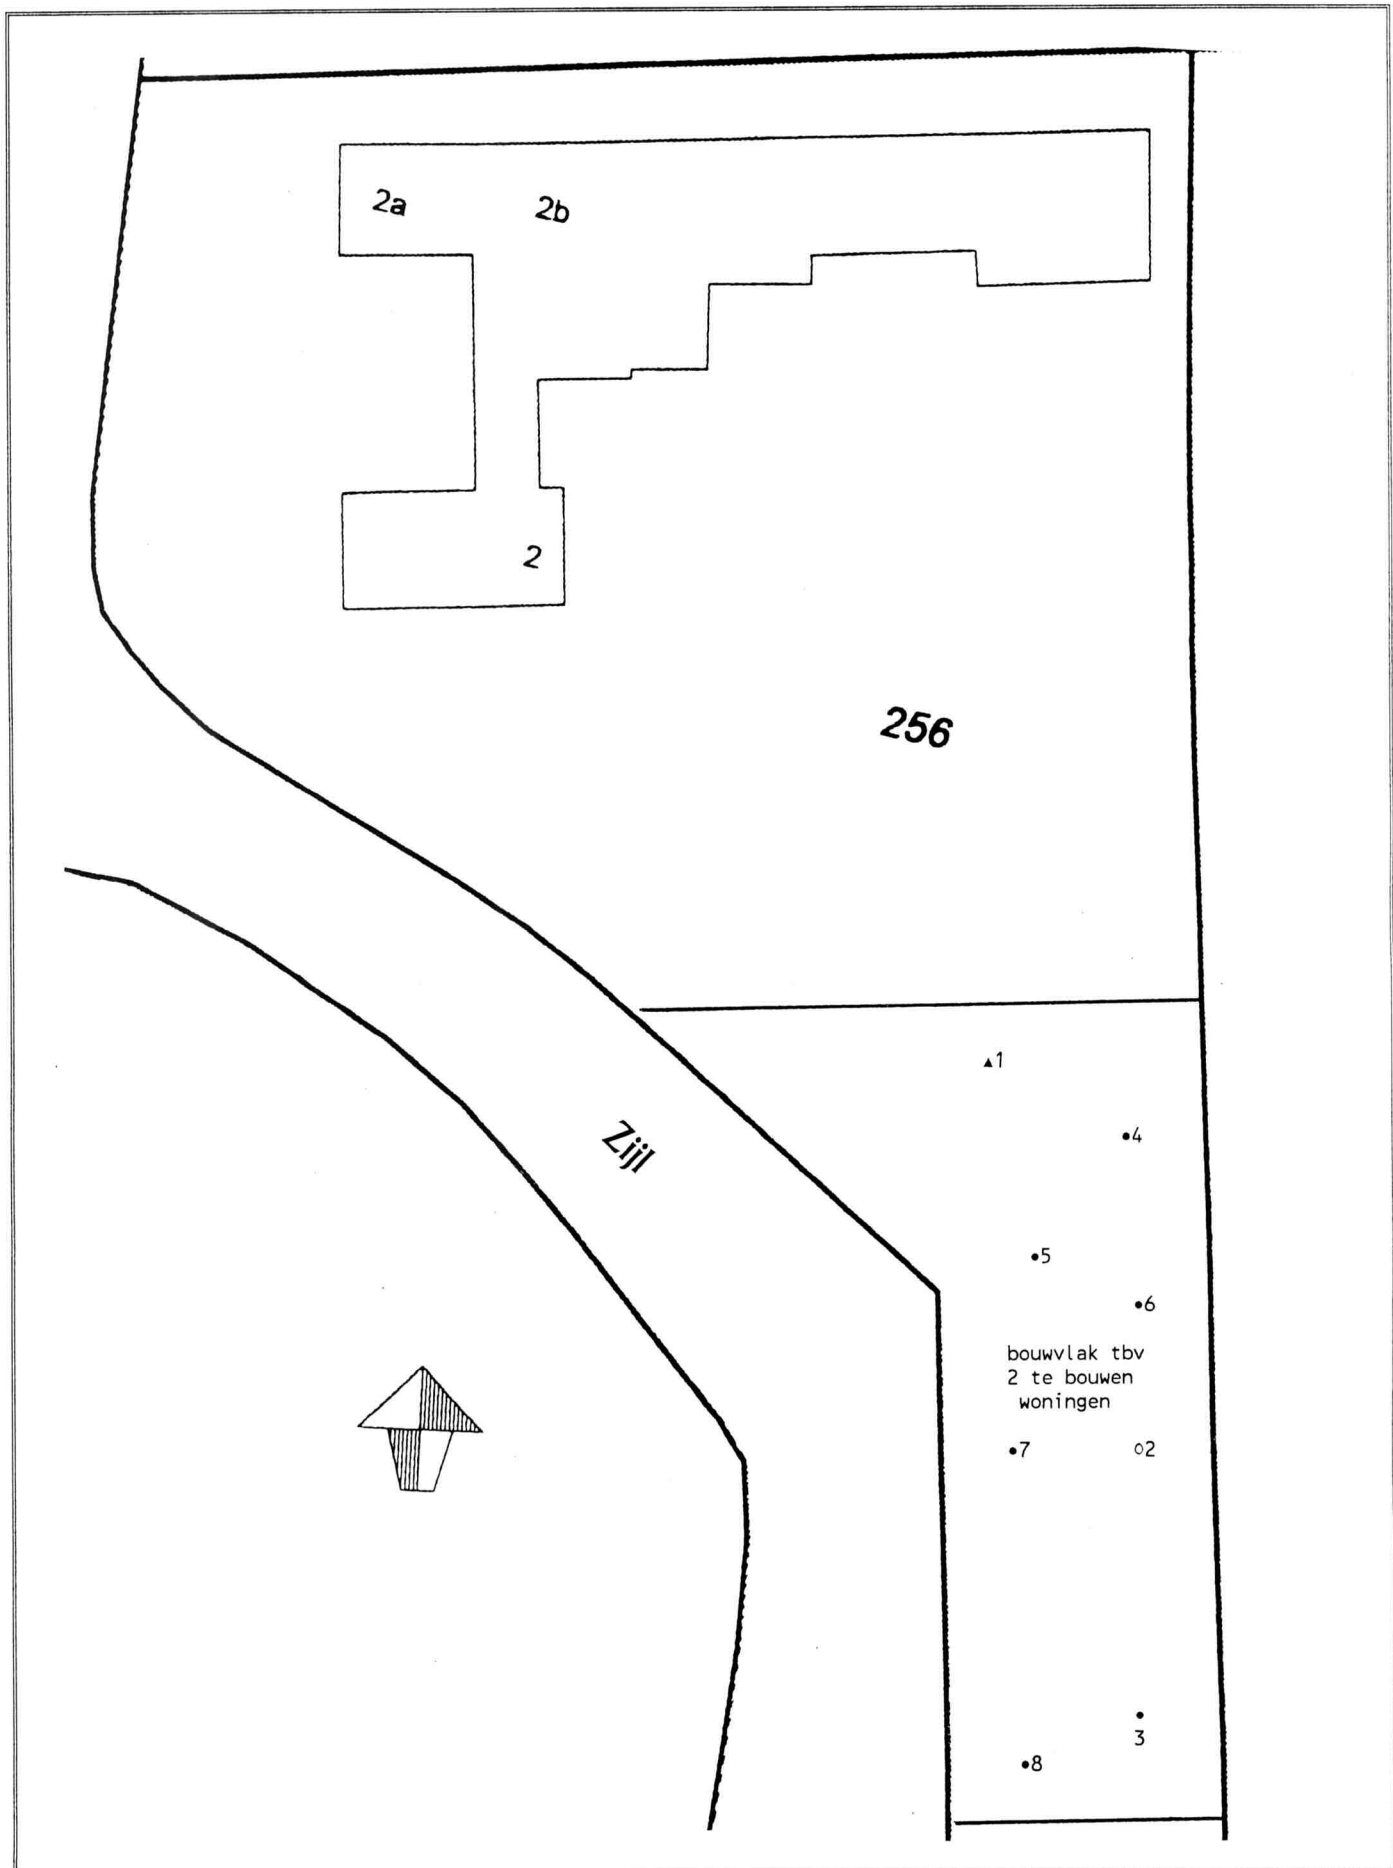 2a
2b
2
256
▲1
•4
Zijl
•5
•6
bouwvlak tbv
2 te bouwen
woningen
•7
○2
•
3
•8